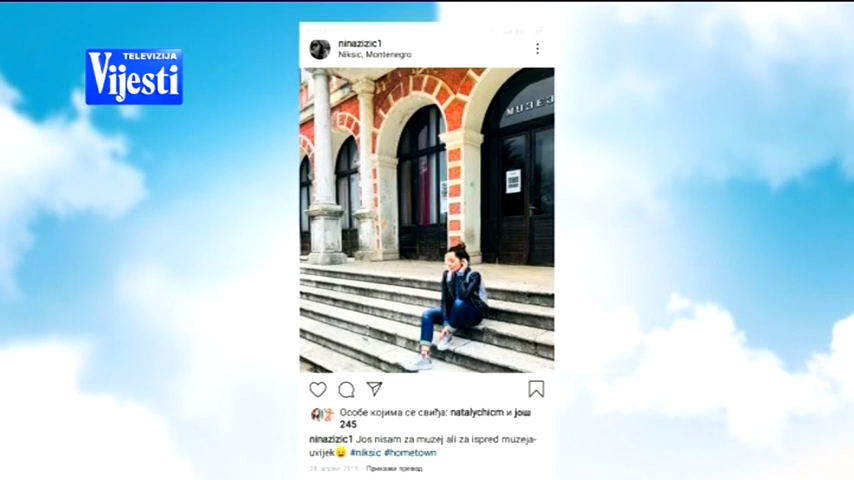 TELEVIZIJA
Vijesti
ninazizic1
Niksic, Montenegro
МУЗЕЈ
Особе којима се свиђа: natalychicm и још
245
ninazizic1 Jos nisam za muzej ali za ispred muzeja-
uvijek😛 #niksic #hometown
Прикажи превод